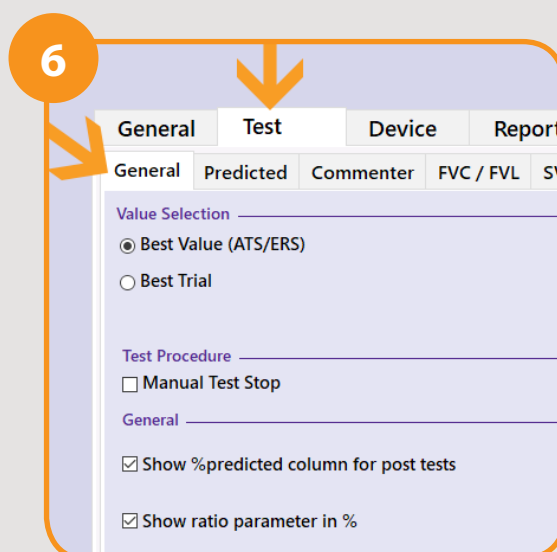 6
General Test Device Report
General Predicted Commenter FVC / FVL
Value Selection
Best Value (ATS/ERS)
Best Trial
Test Procedure
Manual Test Stop
General
Show %predicted column for post tests
Show ratio parameter in %